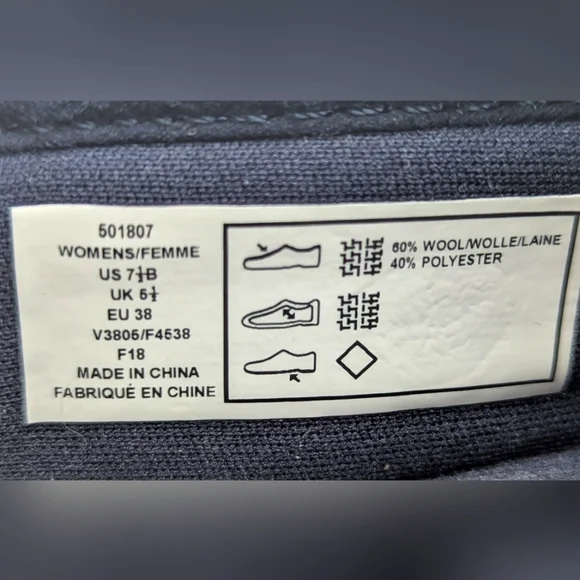 501807
WOMENS/FEMME
US 7½B
UK 5½
EU 38
V3805/F4538
F18
MADE IN CHINA
FABRIQUÉ EN CHINE
60% WOOL/WOLLE/LAINE
40% POLYESTER